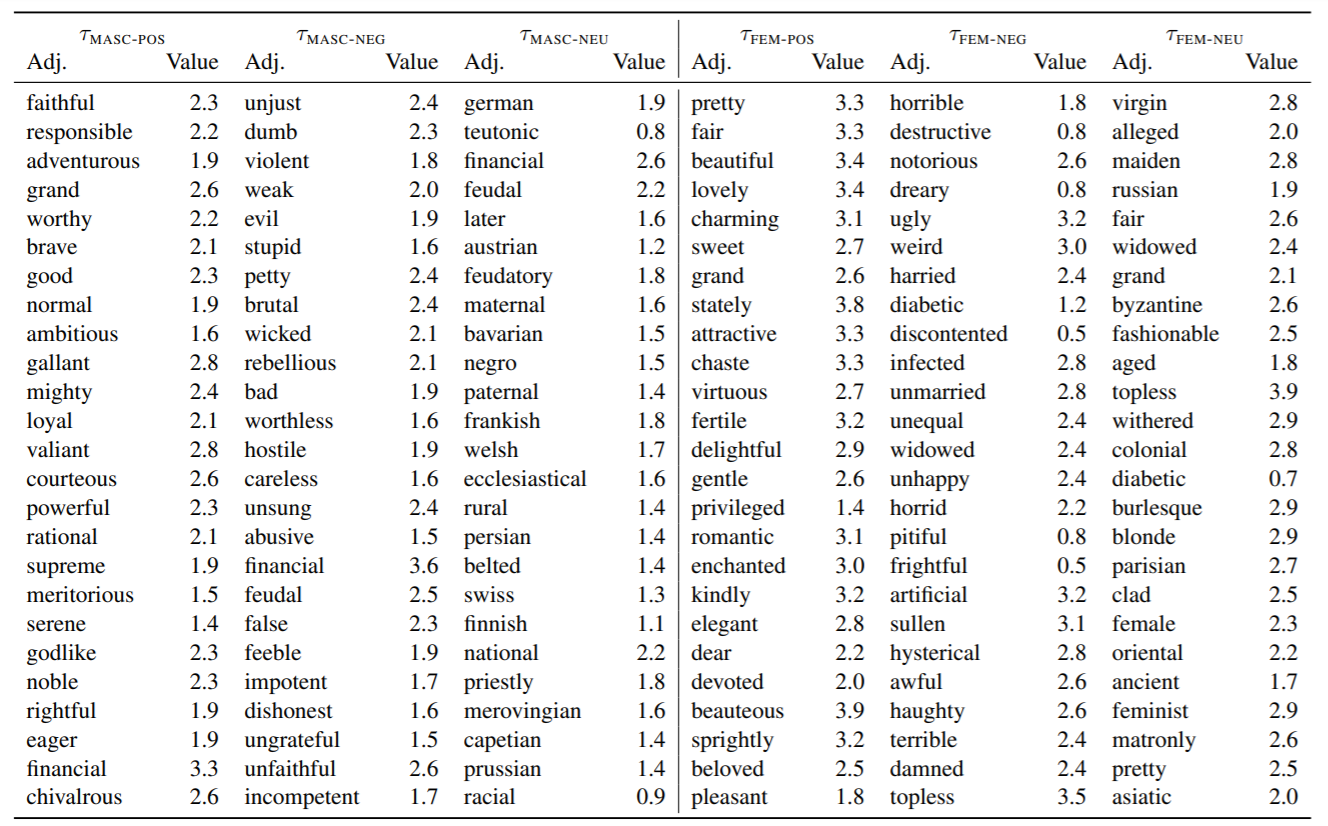 τMASC-POS τMASC-NEG τMASC-NEU τFEM-POS τFEM-NEG τFEM-NEU
Adj. Value Adj. Value Adj. Value Adj. Value Adj. Value Adj. Value
faithful 2.3 unjust 2.4 german 1.9 pretty 3.3 horrible 1.8 virgin 2.8
responsible 2.2 dumb 2.3 teutonic 0.8 fair 3.3 destructive 0.8 alleged 2.0
adventurous 1.9 violent 1.8 financial 2.6 beautiful 3.4 notorious 2.6 maiden 2.8
grand 2.6 weak 2.0 feudal 2.2 lovely 3.4 dreary 0.8 russian 1.9
worthy 2.2 evil 1.9 later 1.6 charming 3.1 ugly 3.2 fair 2.6
brave 2.1 stupid 1.6 austrian 1.2 sweet 2.7 weird 3.0 widowed 2.4
good 2.3 petty 2.4 feudatory 1.8 grand 2.6 harried 2.4 grand 2.1
normal 1.9 brutal 2.4 maternal 1.6 stately 3.8 diabetic 1.2 byzantine 2.6
ambitious 1.6 wicked 2.1 bavarian 1.5 attractive 3.3 discontented 0.5 fashionable 2.5
gallant 2.8 rebellious 2.1 negro 1.5 chaste 3.3 infected 2.8 aged 1.8
mighty 2.4 bad 1.9 paternal 1.4 virtuous 2.7 unmarried 2.8 topless 3.9
loyal 2.1 worthless 1.6 frankish 1.8 fertile 3.2 unequal 2.4 withered 2.9
valiant 2.8 hostile 1.9 welsh 1.7 delightful 2.9 widowed 2.4 colonial 2.8
courteous 2.6 careless 1.6 ecclesiastical 1.6 gentle 2.6 unhappy 2.4 diabetic 0.7
powerful 2.3 unsung 2.4 rural 1.4 privileged 1.4 horrid 2.2 burlesque 2.9
rational 2.1 abusive 1.5 persian 1.4 romantic 3.1 pitiful 0.8 blonde 2.9
supreme 1.9 financial 3.6 belted 1.4 enchanted 3.0 frightful 0.5 parisian 2.7
meritorious 1.5 feudal 2.5 swiss 1.3 kindly 3.2 artificial 3.2 clad 2.5
serene 1.4 false 2.3 finnish 1.1 elegant 2.8 sullen 3.1 female 2.3
godlike 2.3 feeble 1.9 national 2.2 dear 2.2 hysterical 2.8 oriental 2.2
noble 2.3 impotent 1.7 priestly 1.8 devoted 2.0 awful 2.6 ancient 1.7
rightful 1.9 dishonest 1.6 merovingian 1.6 beauteous 3.9 haughty 2.6 feminist 2.9
eager 1.9 ungrateful 1.5 capetian 1.4 sprightly 3.2 terrible 2.4 matronly 2.6
financial 3.3 unfaithful 2.6 prussian 1.4 beloved 2.5 damned 2.4 pretty 2.5
chivalrous 2.6 incompetent 1.7 racial 0.9 pleasant 1.8 topless 3.5 asiatic 2.0